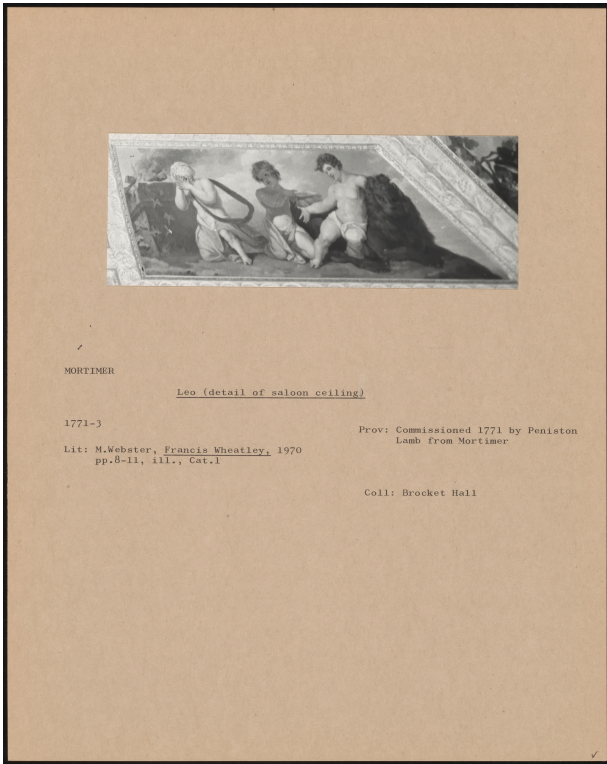 MORTIMER
Leo (detail of saloon ceiling)
1771-3
Lit: M.Webster, Francis Wheatley, 1970
pp.8-11, ill., Cat.1
Prov: Commissioned 1771 by Peniston
Lamb from Mortimer
Coll: Brocket Hall